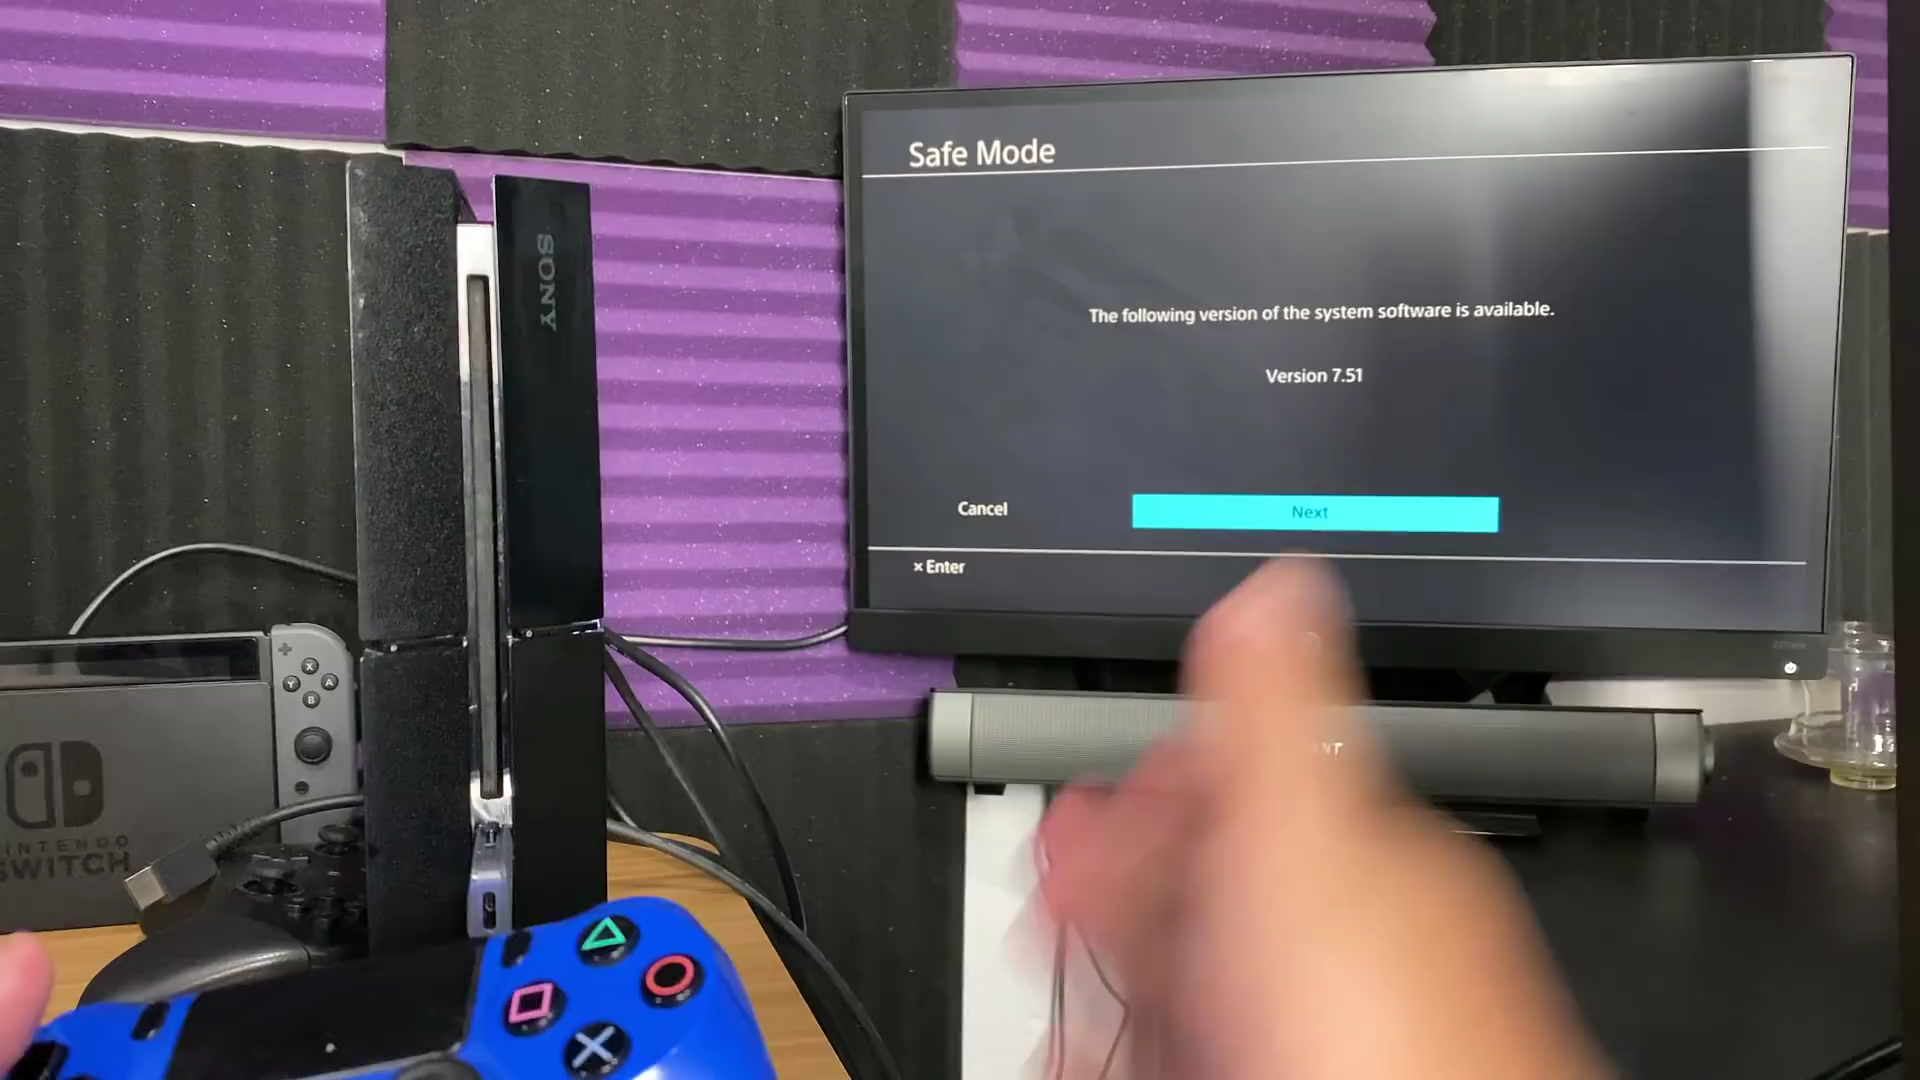 Safe Mode
The following version of the system software is available.
Version 7.51
Cancel
Next
× Enter
SONY
X
Y
A
B
NINTENDO
SWITCH